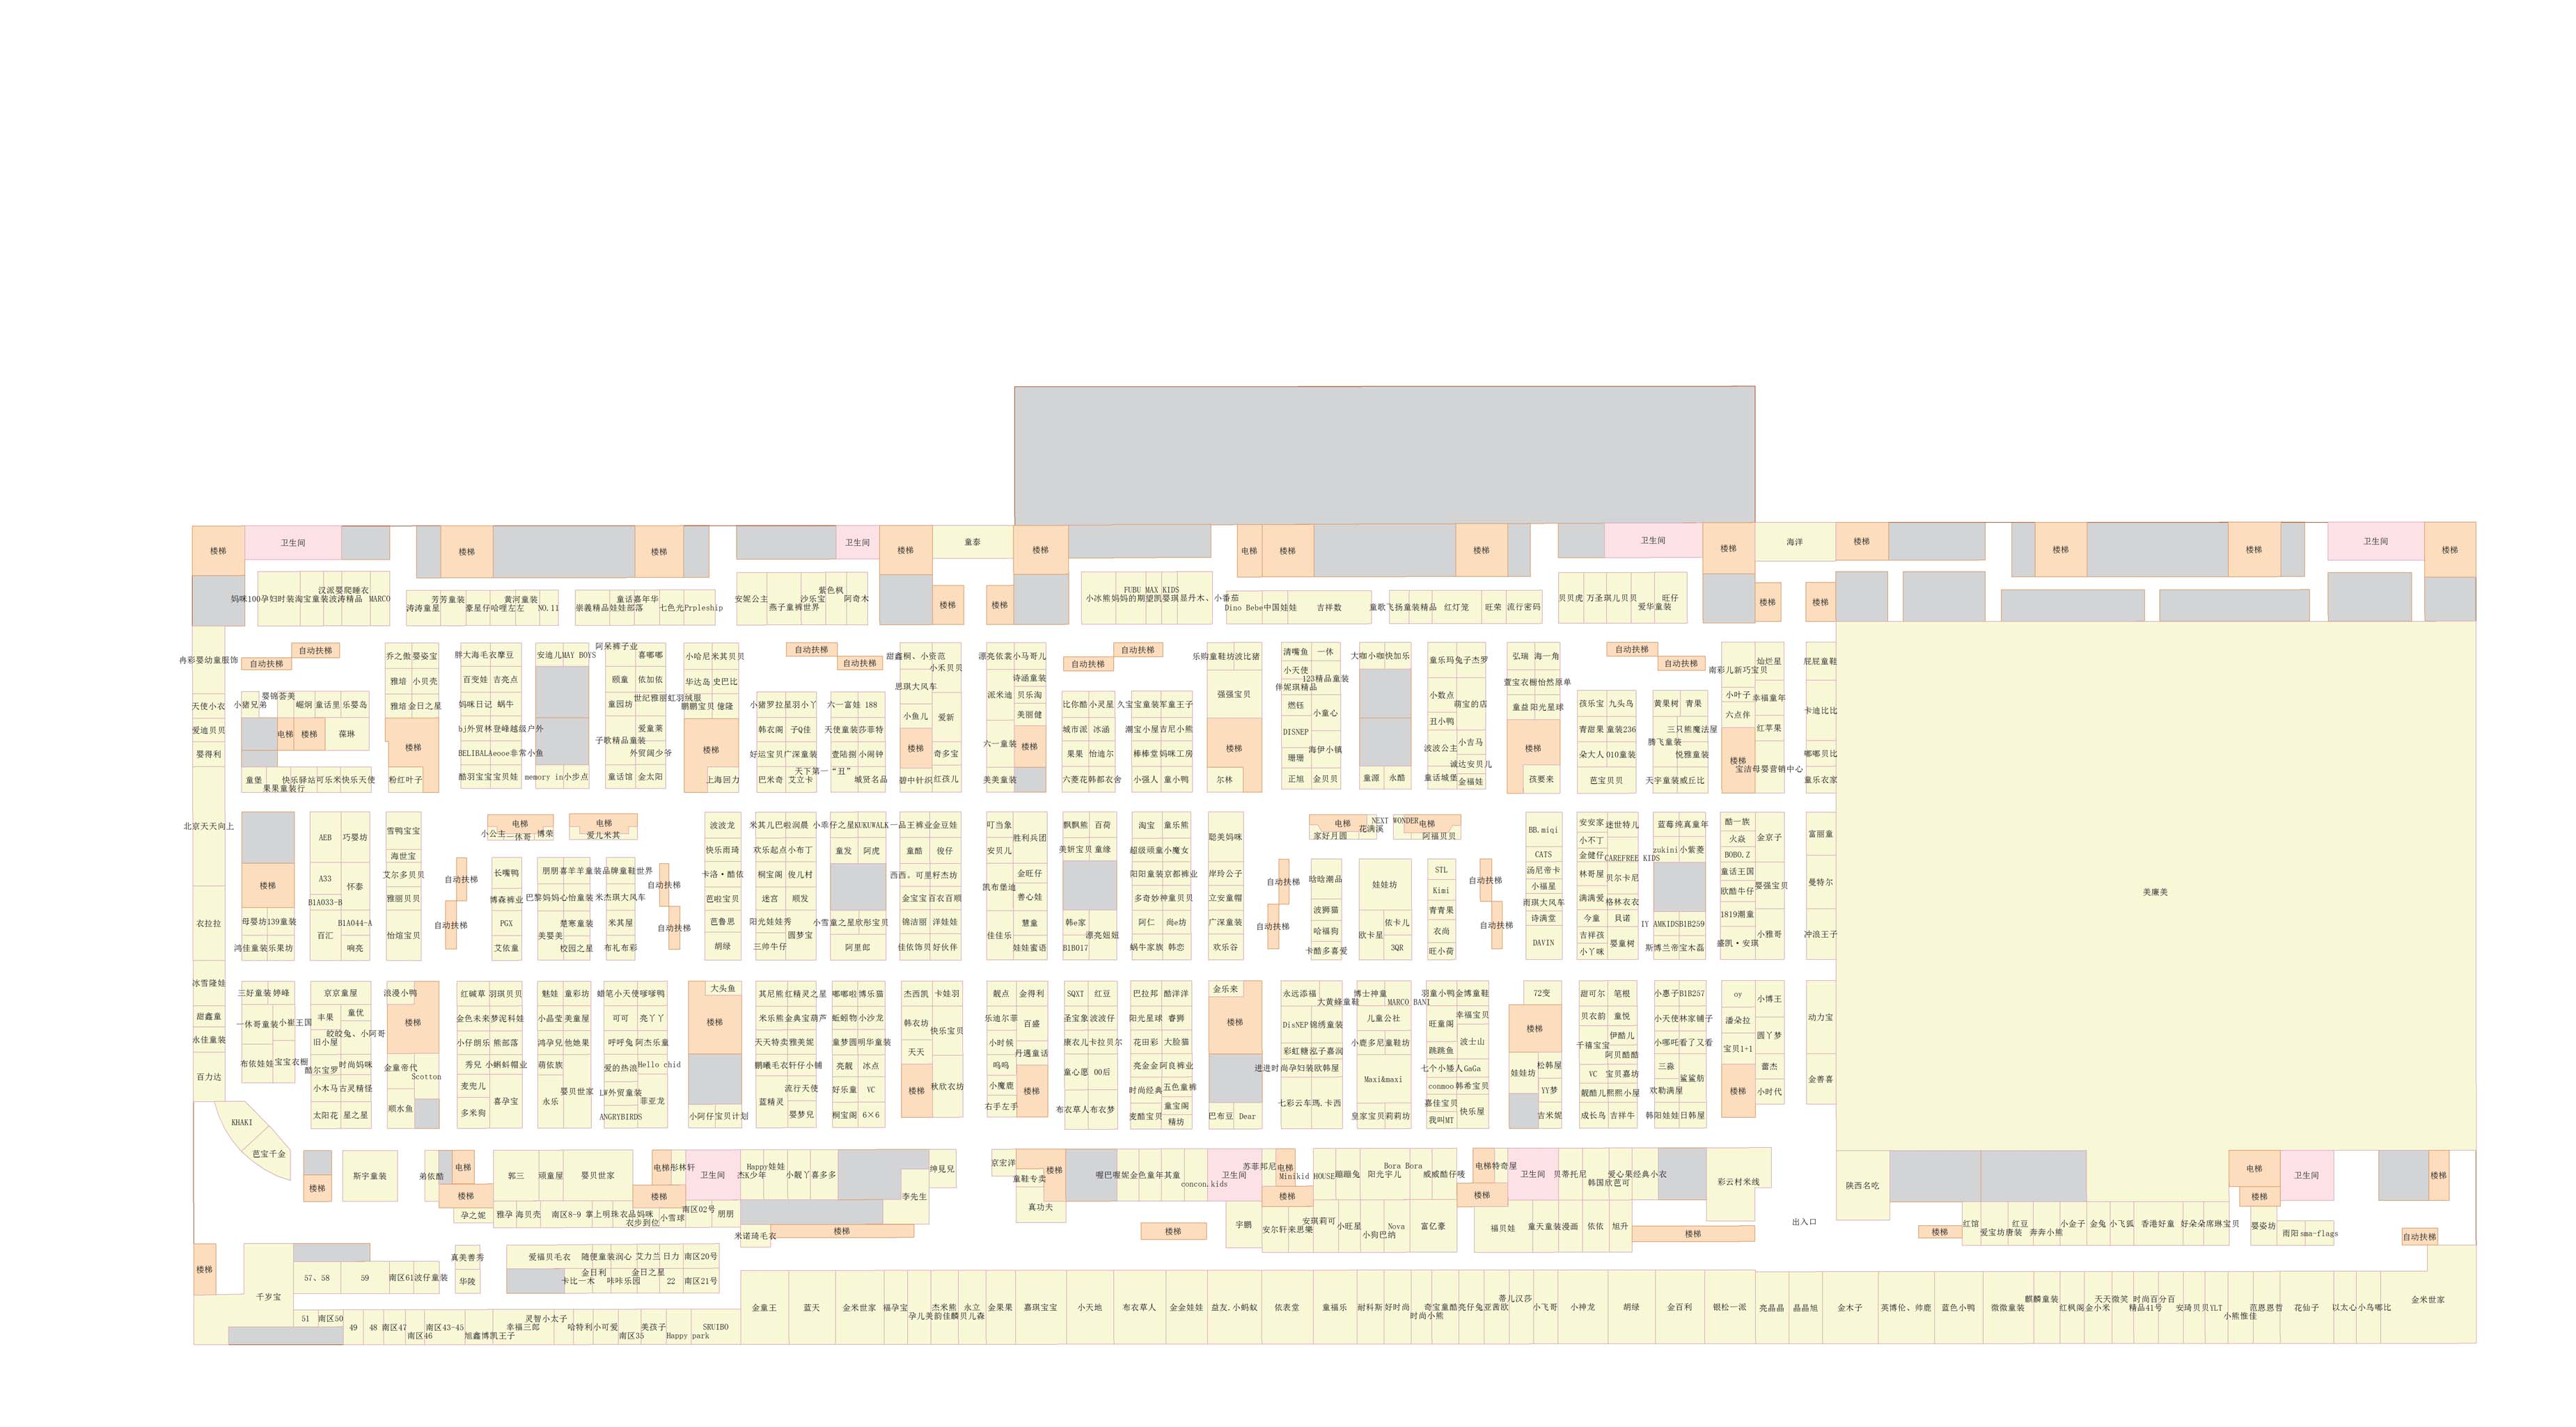 楼梯
卫生间
楼梯
楼梯
卫生间
楼梯
童泰
楼梯
电梯
楼梯
楼梯
卫生间
楼梯
海洋
楼梯
楼梯
楼梯
卫生间
楼梯
汉派婴爬睡衣
妈咪100孕妇时装淘宝童装波涛精品
MARCO
芳芳童装
涛涛童星
黄河童装
豪星仔哈哩左左
NO.11
童话嘉年华
崇義精品娃娃部落
七色光Prpleship
安妮公主
紫色枫
沙乐宝
燕子童裤世界
阿奇木
楼梯
楼梯
FUBU MAX KIDS
小冰熊妈妈的期望凯婴琪显丹木、小番茄
Dino Bebe中国娃娃
吉祥数
童歌飞扬童装精品
红灯笼
旺荣
流行密码
贝贝虎
万圣琪儿贝贝
旺仔
爱华童装
楼梯
楼梯
冉彩婴幼童服饰
自动扶梯
自动扶梯
乔之傲婴姿宝
胖大海毛衣摩豆
安迪儿MAY BOYS
阿呆裤子业
喜嘟嘟
小哈尼米其贝贝
自动扶梯
自动扶梯
甜鑫桐、小资范
小禾贝贝
漂亮依裳小马哥儿
自动扶梯
自动扶梯
乐购童鞋坊波比猪
清嘴鱼
一休
大咖小咖快加乐
童乐玛兔子杰罗
弘瑞
海一角
自动扶梯
自动扶梯
灿烂星
南彩儿新巧宝贝
屁屁童鞋
雅培
小贝壳
百变娃
吉亮点
颐童
依加依
华达岛
史巴比
思琪大风车
诗涵童装
派米迪
贝乐淘
强强宝贝
小天使
123精品童装
伴妮琪精品
小数点
萌宝的店
萱宝衣橱怡然原单
天使小衣
婴锦荟美
小猪兄弟
崛炯
童话里乐婴岛
雅培
金日之星
妈咪日记
蜗牛
童园坊
世纪雅丽虹羽绒服
鹏鹏宝贝
億隆
小猪罗拉星羽小丫
六一富娃
188
小鱼儿
爱新
美丽健
比你酷
小灵星
久宝宝童装军童王子
燃钰
小童心
丑小鸭
童益
阳光星球
孩乐宝
九头鸟
黄果树
青果
小叶子
幸福童年
卡迪比比
爱迪贝贝
电梯
楼梯
葆琳
bj外贸林登峰越级户外
爱童莱
子歌精品童装
韩衣阁
子Q佳
天使童装莎菲特
城市派
冰涵
潮宝小屋吉尼小熊
DISNEP
青甜果
童装236
三只熊魔法屋
腾飞童装
六点伴
红苹果
婴得利
楼梯
BELIBALAeooe非常小鱼
外贸阔少爷
楼梯
好运宝贝广深童装
壹陆捌
小闹钟
楼梯
奇多宝
六一童装
楼梯
果果
怡迪尔
棒棒堂妈咪工房
楼梯
珊珊
海伊小镇
波波公主
小吉马
诚达安贝儿
楼梯
朵大人
010童装
悦雅童装
楼梯
宝洁母婴营销中心
嘟嘟贝比
童堡
快乐驿站可乐米快乐天使
果果童装行
粉红叶子
酷羽宝宝宝贝娃
memory in小步点
童话馆
金太阳
上海回力
巴米奇
艾立卡
天下第一“丑”
城贤名品
碧中针织红孩儿
美美童装
六菱花韩都衣舍
小强人
童小鸭
尔林
正旭
金贝贝
童源
永酷
童话城堡
金福娃
孩要来
芭宝贝贝
天宇童装威丘比
童乐衣家
北京天天向上
AEB
巧婴坊
雪鸭宝宝
电梯
小公主一休哥
博荣
电梯
爱儿米其
波波龙
米其儿巴啦润晨
小乖仔之星KUKUWALK一品王裤业金豆娃
叮当象
胜利兵团
飘飘熊
百荷
淘宝
童乐熊
聪美妈咪
电梯
家好月圆
花满溪
NEXT WONDER
电梯
阿福贝贝
BB.miqi
安安家
迷世特儿
蓝莓纯真童年
酷一族
火焱
金京子
富丽童
海世宝
快乐雨琦
欢乐起点小布丁
童发
阿虎
童酷
俊仔
安贝儿
美妍宝贝
童缘
超级顽童小魔女
CATS
小不丁
金健仔
CAREFREE KIDS
zukini小紫菱
BOBO.Z
楼梯
A33
怀泰
艾尔多贝贝
自动扶梯
长嘴鸭
朋朋喜羊羊童装品牌童鞋世界
自动扶梯
卡洛·酷依
桐宝阁
俊儿村
西西。可里籽杰坊
金旺仔
凯布堡迪
阳阳童装京都裤业
岸玲公子
自动扶梯
晗晗潮品
娃娃坊
STL
Kimi
自动扶梯
汤尼帝卡
小福星
林哥屋
贝尔卡尼
童话王国
婴强宝贝
欧酷牛仔
曼特尔
衣拉拉
B1A033-B
雅丽贝贝
博森裤业
巴黎妈妈心怡童装
米杰琪大风车
芭啦宝贝
迷宫
顺发
金宝宝
百衣百顺
善心娃
多奇妙神童贝贝
立安童帽
波狮猫
青青果
雨琪大风车
满满爱
格林衣衣
1819潮童
母婴坊139童装
百汇
B1A044-A
怡煊宝贝
自动扶梯
PGX
美婴美
楚寒童装
米其屋
自动扶梯
芭鲁思
阳光娃娃秀
圆梦宝
小雪童之星欣彤宝贝
锦洁丽
洋娃娃
佳佳乐
慧童
韩e家
漂亮妞妞
阿仁
尚e坊
广深童装
自动扶梯
哈福狗
依卡儿
欧卡星
衣尚
自动扶梯
诗满堂
今童
贝诺
IY AMKIDSB1B259
小雅哥
冲浪王子
鸿佳童装乐果坊
响亮
艾依童
校园之星
布礼布彩
胡绿
三帅牛仔
阿里郎
佳依饰贝好伙伴
娃娃蜜语
B1B017
蜗牛家族
韩恋
欢乐谷
卡酷多喜爱
3QR
旺小荷
DAVIN
吉祥孩
小丫咪
婴童树
斯博兰帝宝木磊
盛凯·安琪
冰雪隆娃
三好童装
婷峰
京京童屋
浪漫小鸭
红碱草
羽琪贝贝
魅娃
童彩坊
蜡笔小天使嗲嗲鸭
大头鱼
其尼熊红精灵之星
嘟嘟啦
博乐猫
杰西凯
卡娃羽
靓点
金得利
SQXT
红豆
巴拉邦
酷洋洋
金乐来
永远添福
大黄蜂童鞋
博士神童
MARCO BANI
羽童小鸭金博童鞋
72变
甜可尔
笔根
小惠子B1B257
oy
小博王
动力宝
甜鑫童
一休哥童装
小崔王国
丰果
童优
皎皎兔、小阿哥
旧小屋
楼梯
金色未来梦泥科娃
小晶莹
美童屋
可可
亮丫丫
楼梯
米乐熊金典宝葫芦
蚯蚓物
小沙龙
韩衣坊
快乐宝贝
乐迪尔菲
百盛
圣宝象
波波仔
阳光星球
睿狮
楼梯
DisNEP
锦绣童装
儿童公社
旺童阁
幸福宝贝
楼梯
贝衣韵
童悦
小天使林家铺子
潘朵拉
永佳童装
布依娃娃
宝宝衣橱
酷尔宝罗
时尚妈咪
金童帝代
小仔朗乐
熊部落
鸿孕兒
他她果
呼呼兔
阿杰乐童
天天特卖雅美妮
童梦圆明华童装
天天
小时候
丹遇童话
康衣儿卡拉贝尔
花田彩
大脸猫
彩虹糖
泓子嘉润
小鹿多尼童鞋坊
跳跳鱼
波士山
千禧宝宝
伊酷儿
阿贝酷酷
小哪吒看了又看
宝贝1+1
圆丫梦
百力达
小木马古灵精怪
Scotton
秀兒
小蝌蚪帽业
麦兜儿
萌依族
婴贝世家
爱的热浪
Hello chid
LW外贸童装
鹏曦毛衣轩仔小铺
流行天使
亮靓
冰点
好乐童
VC
楼梯
秋欣衣坊
呜呜
小魔鹿
楼梯
童心愿
00后
亮金金阿良裤业
时尚经典五色童裤
进进时尚孕妇装欧韩屋
Maxi&maxi
七个小矮人GaGa
conmoo
韩希宝贝
娃娃坊
松韩屋
YY梦
VC
宝贝嘉坊
三淼
鲨鲨舫
楼梯
蕾杰
金善喜
太阳花
星之星
顺水鱼
多米狗
喜孕宝
永乐
ANGRYBIRDS
菲亚龙
小阿仔宝贝计划
蓝精灵
婴梦兒
桐宝阁
6×6
右手左手
布衣草人布衣梦
麦酷宝贝
童宝阁
精坊
巴布豆
Dear
七彩云车瑪.卡西
皇家宝贝莉莉坊
嘉佳宝贝
我叫MT
快乐屋
吉米妮
靓酷儿
熙熙小屋
成长鸟
吉祥牛
欢勒满屋
韩阳娃娃日韩屋
小时代
KHAKI
芭宝千金
楼梯
斯宇童装
弟依酷
电梯
楼梯
孕之妮
郭三
顽童屋
婴贝世家
雅孕
海贝壳
南区8-9
掌上明珠衣品妈咪
衣步到位
电梯彤林轩
楼梯
小雪球
南区02号
卫生间
朋朋
Happy娃娃
杰K少年
小靓丫喜多多
米诺琦毛衣
楼梯
绅見兒
李先生
京宏洋
童鞋专卖
楼梯
真功夫
喔巴喔妮金色童年其童
concon.kids
楼梯
卫生间
宇鹏
苏菲邦尼
电梯
Minikid HOUSE
楼梯
安尔轩来思樂
安琪莉可
蹦蹦兔
阳光宇儿
Bora Bora
小旺星
Nova
小狗巴纳
威威酷仔唛
富亿豪
电梯特奇屋
楼梯
福贝娃
卫生间
贝蒂托尼
韩国欣芭可
爱心果经典小衣
童天童装漫画
依依
旭升
楼梯
彩云村米线
出入口
陕西名吃
美廉美
电梯
楼梯
卫生间
楼梯
楼梯
红馆
爱宝坊唐装
红豆
奔奔小熊
小金子
金兔
小飞狐
香港好童
好朵朵席琳宝贝
婴姿坊
雨阳sma-flags
自动扶梯
楼梯
千岁宝
57、58
59
南区61波仔童装
51
南区50
真美善秀
华陵
爱福贝毛衣
随便童装润心
艾力兰
日力
南区20号
金日利
卡比一木
咔咔乐园
金日之星
22
南区21号
49
48
南区47
南区46
南区43-45
旭鑫博凯王子
灵智小太子
幸福三郎
哈特利小可爱
南区35
美孩子
Happy park
SRUIBO
金童王
蓝天
金米世家
福孕宝
孕儿美韵佳麟贝儿森
杰米熊
永立
金果果
嘉琪宝宝
小天地
布衣草人
金金娃娃
益友.小蚂蚁
依表堂
童福乐
耐科斯
好时尚
时尚小熊
奇宝童酷
亮仔兔
亚茜欧
蒂儿汉莎
小飞哥
小神龙
胡绿
金百利
银松一派
亮晶晶
晶晶旭
金木子
英博伦、帅鹿
蓝色小鸭
微微童装
麒麟童装
红枫阁
金小米
天天微笑
时尚百分百
精品41号
安琦贝贝YLT
小熊惟佳
范恩恩哲
花仙子
以太心小鸟嘟比
金米世家